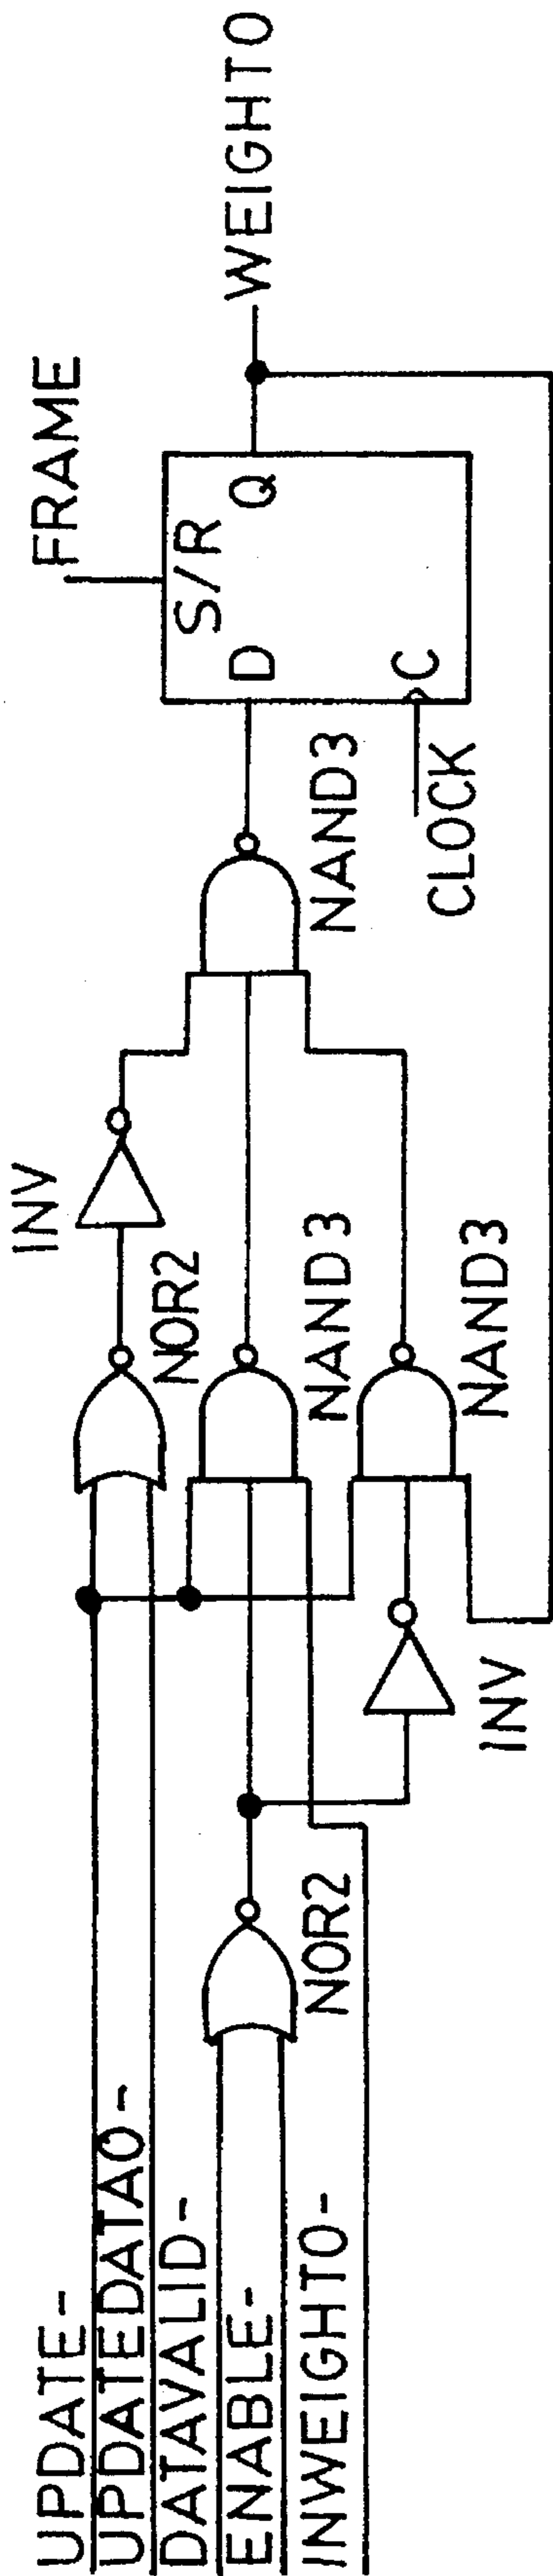 UPDATE-
UPDATEDATA0-
DATAVALID-
ENABLE-
INWEIGHT0-
NOR2
INV
NOR2
INV
NAND3
NAND3
NAND3
FRAME
S/R
D
Q
C
CLOCK
WEIGHT0